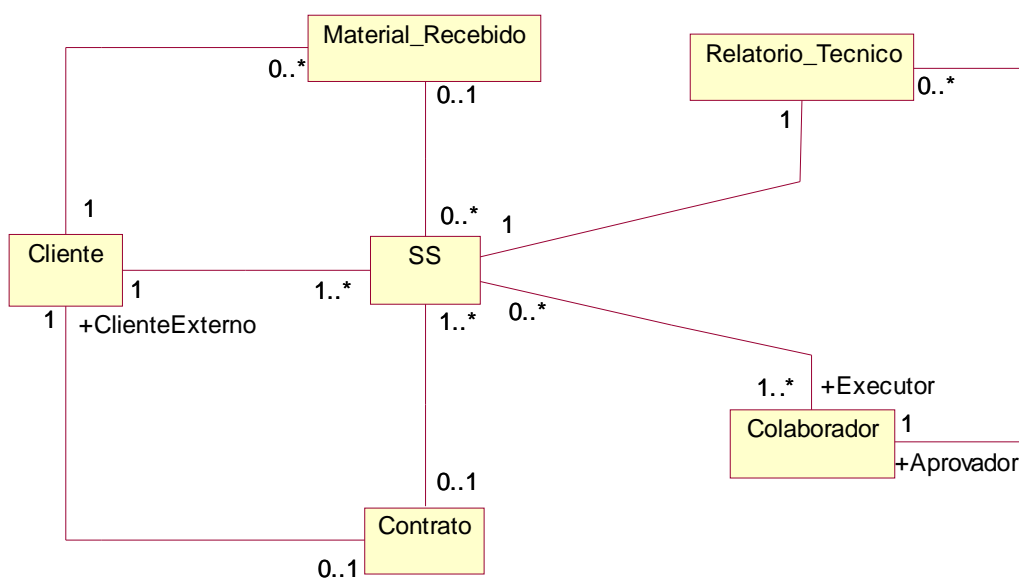 Material_Recebido
0..*
0..1
Relatorio_Tecnico
0..*
1
1
0..*
1
Cliente
SS
1
1..*
1
+ClienteExterno
1..*
0..*
1..*
+Executor
Colaborador
1
+Aprovador
0..1
Contrato
0..1